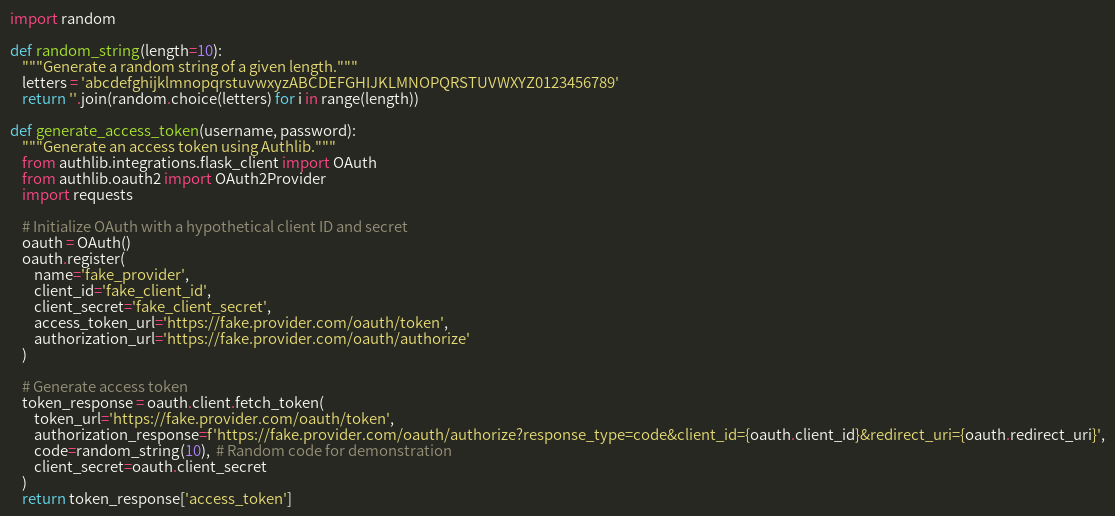 import random
def random_string(length=10):
"""Generate a random string of a given length."""
letters = 'abcdefghijklmnopqrstuvwxyzABCDEFGHIJKLMNOPQRSTUVWXYZ0123456789'
return ''.join(random.choice(letters) for i in range(length))
def generate_access_token(username, password):
"""Generate an access token using Authlib."""
from authlib.integrations.flask_client import OAuth
from authlib.oauth2 import OAuth2Provider
import requests
# Initialize OAuth with a hypothetical client ID and secret
oauth = OAuth()
oauth.register(
name='fake_provider',
client_id='fake_client_id',
client_secret='fake_client_secret',
access_token_url='https://fake.provider.com/oauth/token',
authorization_url='https://fake.provider.com/oauth/authorize'
)
# Generate access token
token_response = oauth.client.fetch_token(
token_url='https://fake.provider.com/oauth/token',
authorization_response=f'https://fake.provider.com/oauth/authorize?response_type=code&client_id={oauth.client_id}&redirect_uri={oauth.redirect_uri}',
code=random_string(10),  # Random code for demonstration
client_secret=oauth.client_secret
)
return token_response['access_token']